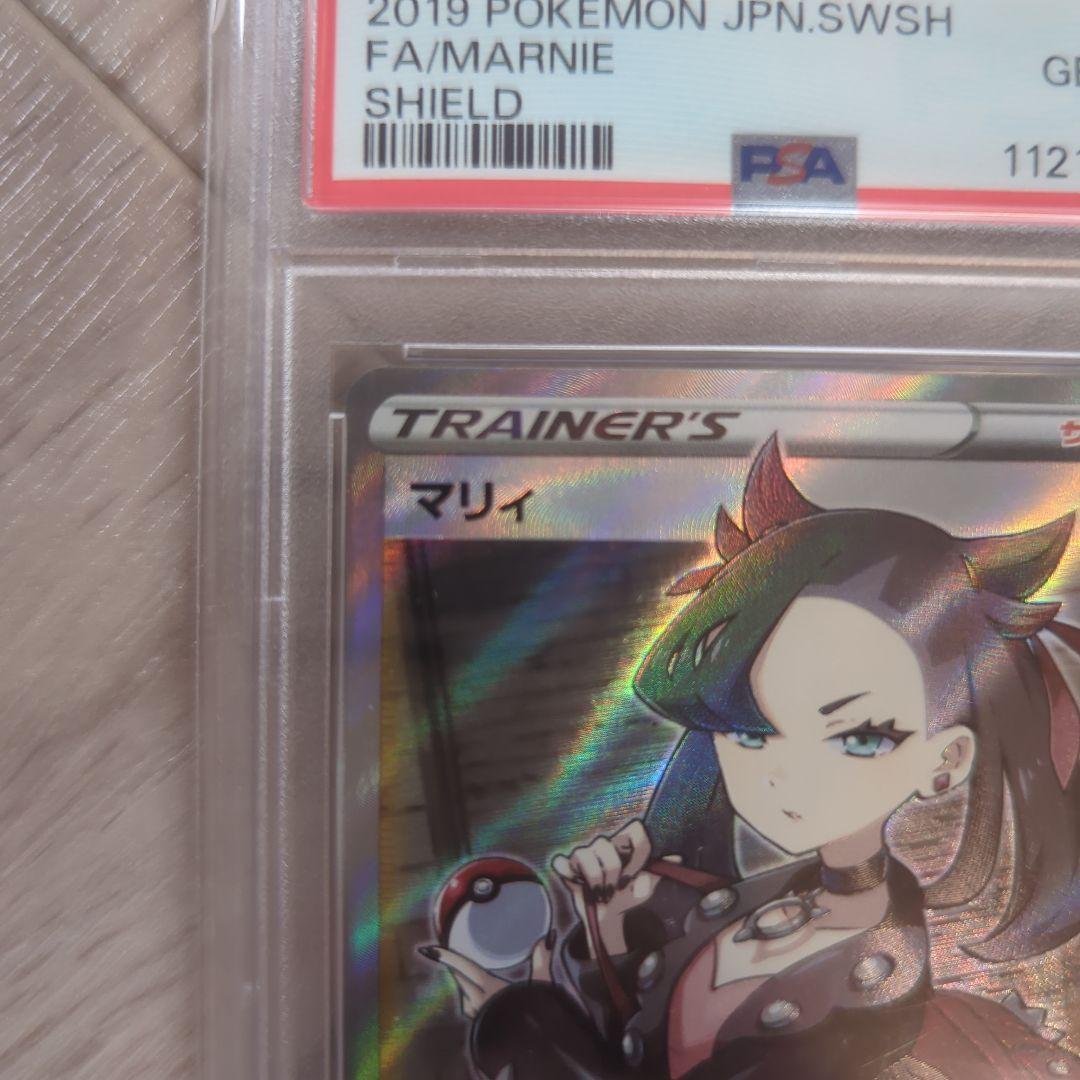 2019 POKEMON JPN.SWSH
FA/MARNIE
SHIELD
PSA
TRAINER'S
マリィ